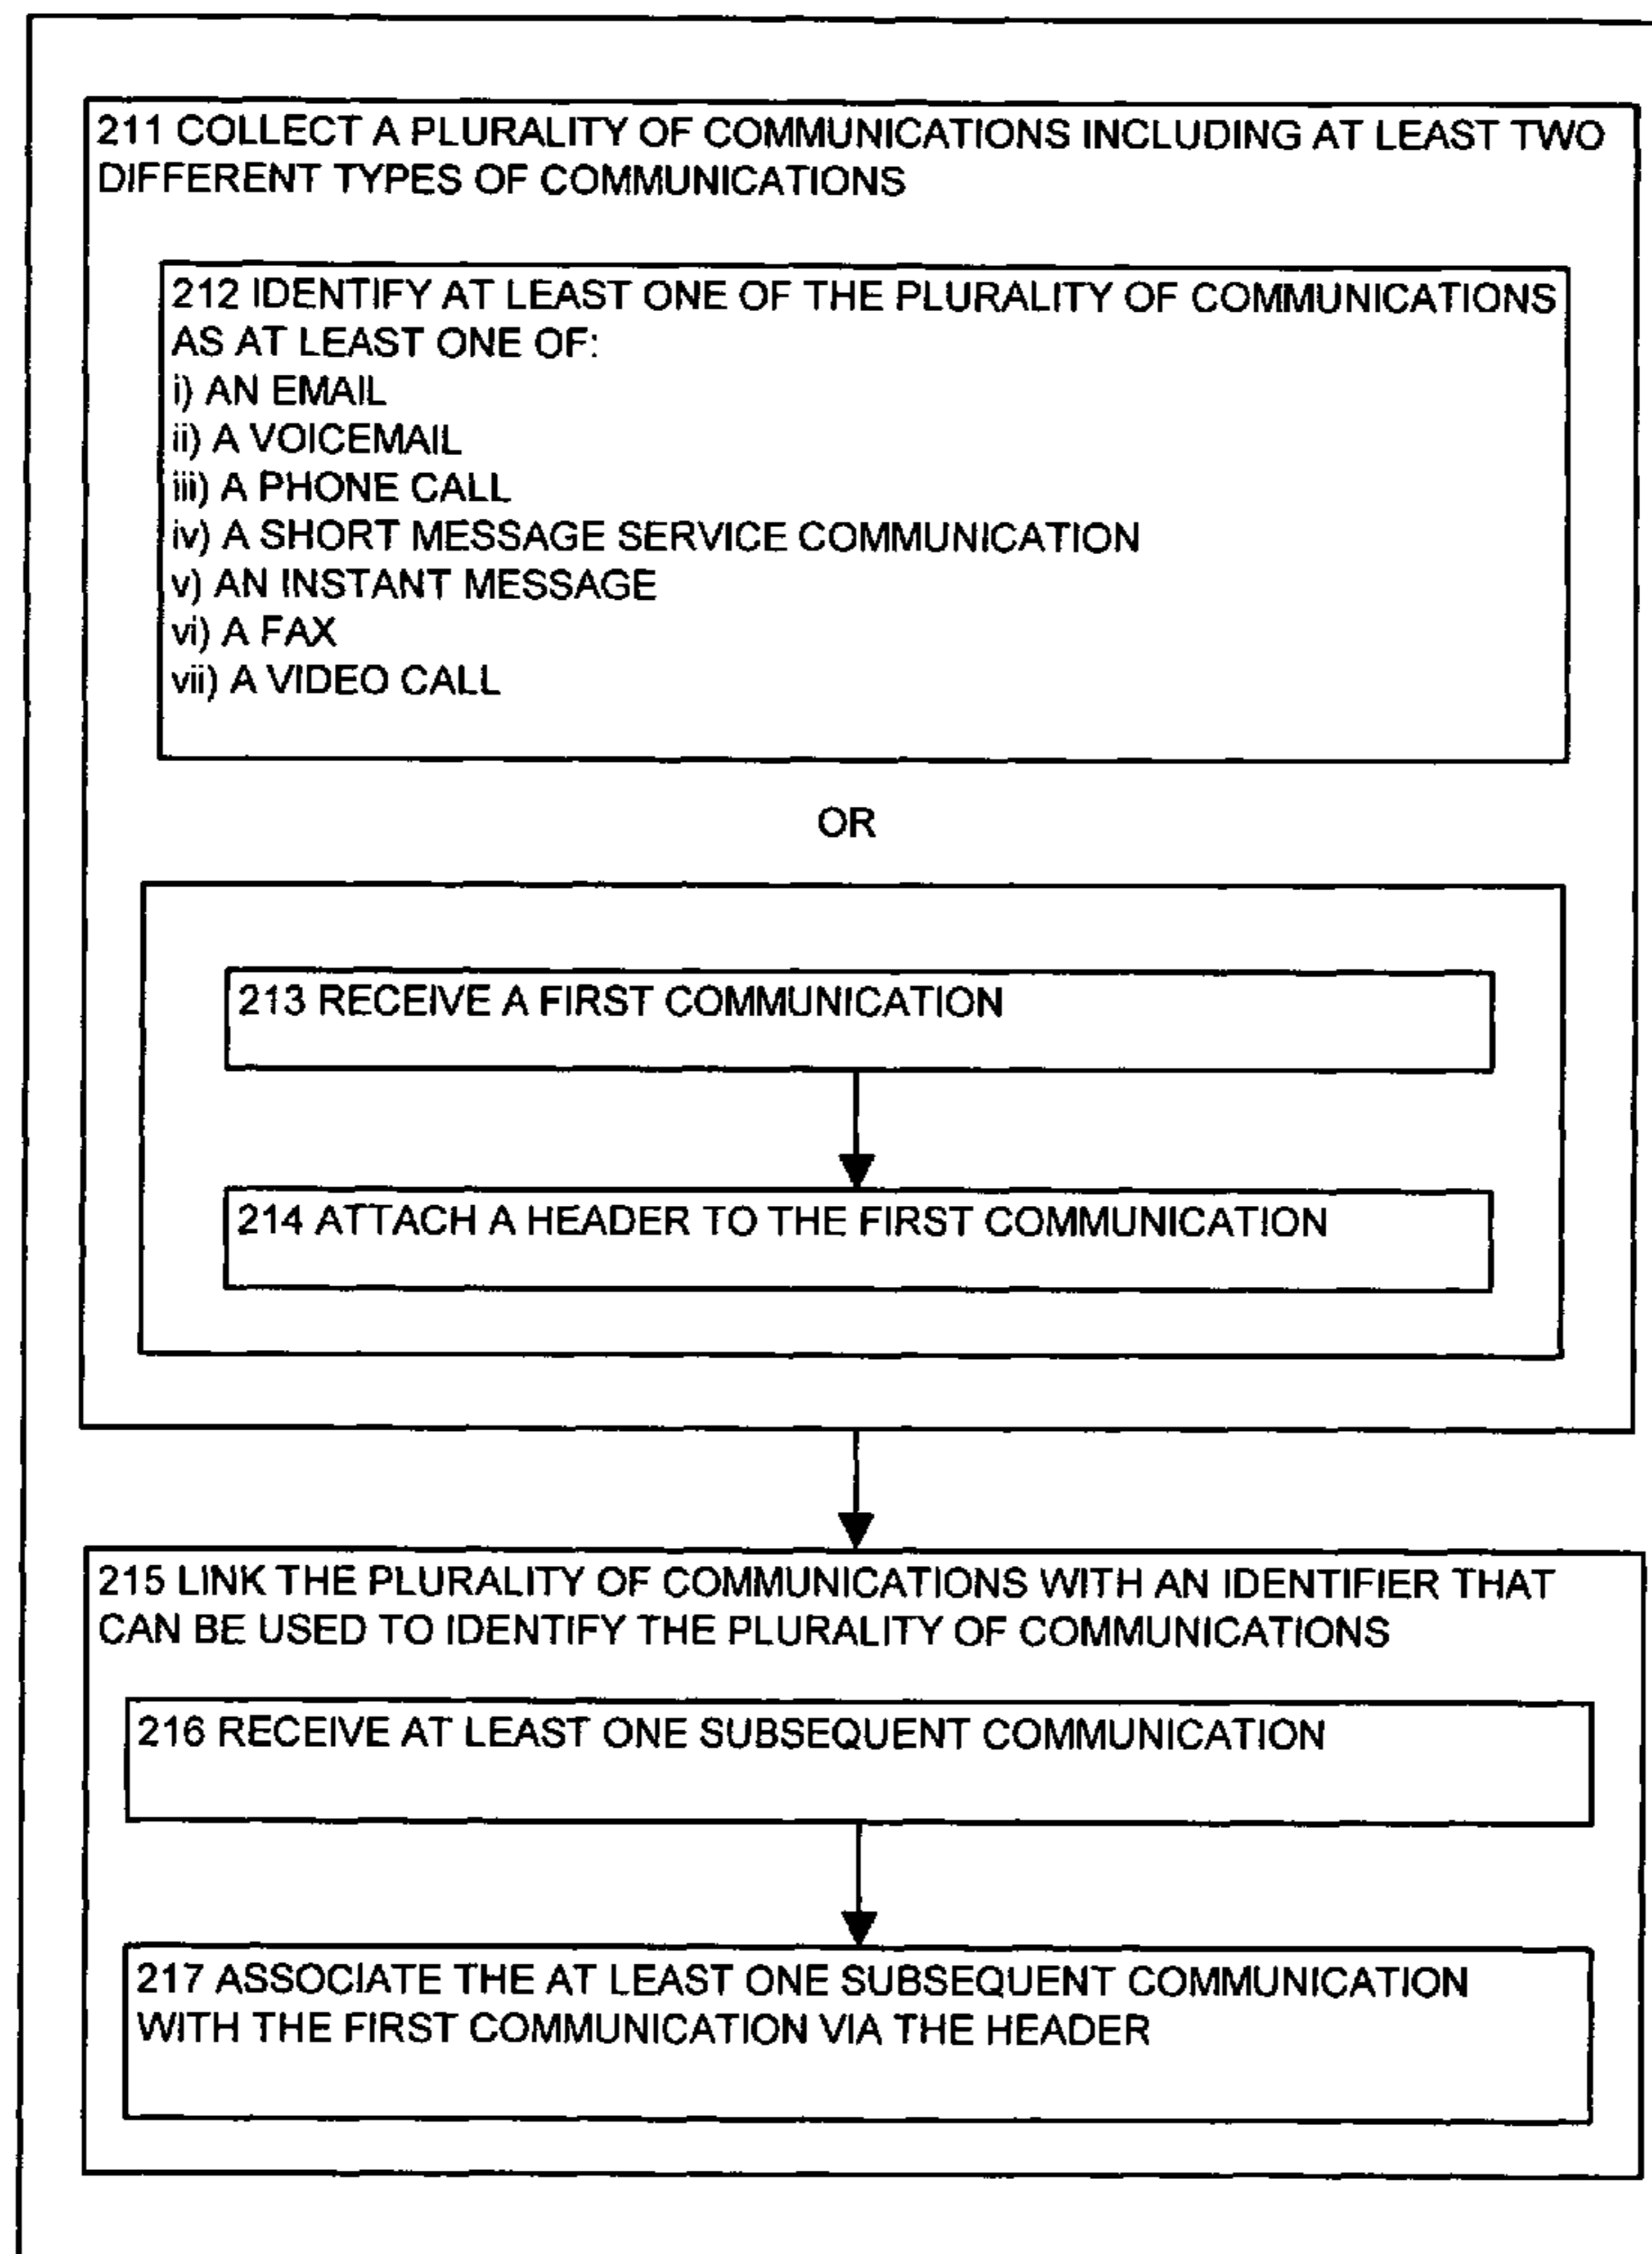 211 COLLECT A PLURALITY OF COMMUNICATIONS INCLUDING AT LEAST TWO
DIFFERENT TYPES OF COMMUNICATIONS
212 IDENTIFY AT LEAST ONE OF THE PLURALITY OF COMMUNICATIONS
AS AT LEAST ONE OF:
i) AN EMAIL
ii) A VOICEMAIL
iii) A PHONE CALL
iv) A SHORT MESSAGE SERVICE COMMUNICATION
v) AN INSTANT MESSAGE
vi) A FAX
vii) A VIDEO CALL
OR
213 RECEIVE A FIRST COMMUNICATION
214 ATTACH A HEADER TO THE FIRST COMMUNICATION
215 LINK THE PLURALITY OF COMMUNICATIONS WITH AN IDENTIFIER THAT
CAN BE USED TO IDENTIFY THE PLURALITY OF COMMUNICATIONS
216 RECEIVE AT LEAST ONE SUBSEQUENT COMMUNICATION
217 ASSOCIATE THE AT LEAST ONE SUBSEQUENT COMMUNICATION
WITH THE FIRST COMMUNICATION VIA THE HEADER